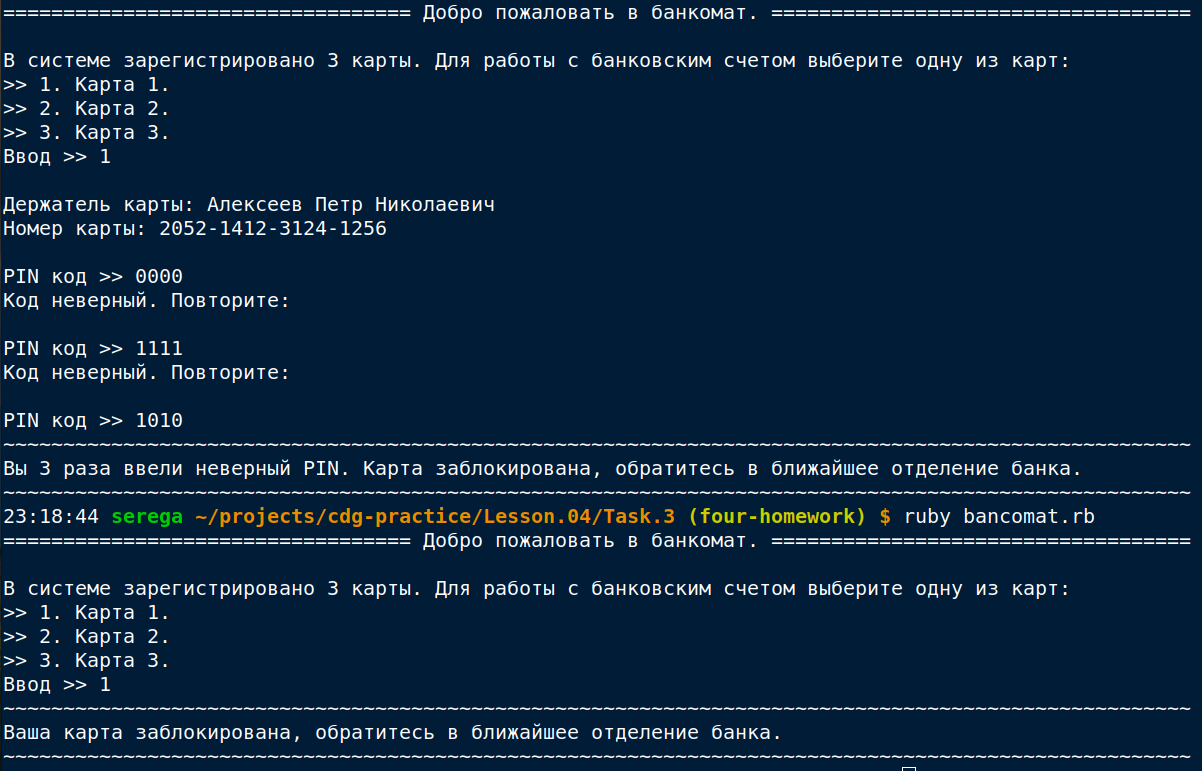 ================================== Добро пожаловать в банкомат. ===================================
В системе зарегистрировано 3 карты. Для работы с банковским счетом выберите одну из карт:
>> 1. Карта 1.
>> 2. Карта 2.
>> 3. Карта 3.
Ввод >> 1
Держатель карты: Алексеев Петр Николаевич
Номер карты: 2052-1412-3124-1256
PIN код >> 0000
Код неверный. Повторите:
PIN код >> 1111
Код неверный. Повторите:
PIN код >> 1010
~~~~~~~~~~~~~~~~~~~~~~~~~~~~~~~~~~~~~~~~~~~~~~~~~~~~~~~~~~~~~~~~~~~~~~~~~~~~~~~~~~~~~~~~~~~~~~~~~~~
Вы 3 раза ввели неверный PIN. Карта заблокирована, обратитесь в ближайшее отделение банка.
~~~~~~~~~~~~~~~~~~~~~~~~~~~~~~~~~~~~~~~~~~~~~~~~~~~~~~~~~~~~~~~~~~~~~~~~~~~~~~~~~~~~~~~~~~~~~~~~~~~
23:18:44 serega ~/projects/cdg-practice/Lesson.04/Task.3 (four-homework) $ ruby bancomat.rb
================================== Добро пожаловать в банкомат. ===================================
В системе зарегистрировано 3 карты. Для работы с банковским счетом выберите одну из карт:
>> 1. Карта 1.
>> 2. Карта 2.
>> 3. Карта 3.
Ввод >> 1
~~~~~~~~~~~~~~~~~~~~~~~~~~~~~~~~~~~~~~~~~~~~~~~~~~~~~~~~~~~~~~~~~~~~~~~~~~~~~~~~~~~~~~~~~~~~~~~~~~~
Ваша карта заблокирована, обратитесь в ближайшее отделение банка.
~~~~~~~~~~~~~~~~~~~~~~~~~~~~~~~~~~~~~~~~~~~~~~~~~~~~~~~~~~~~~~~~~~~~~~~~~~~~~~~~~~~~~~~~~~~~~~~~~~~